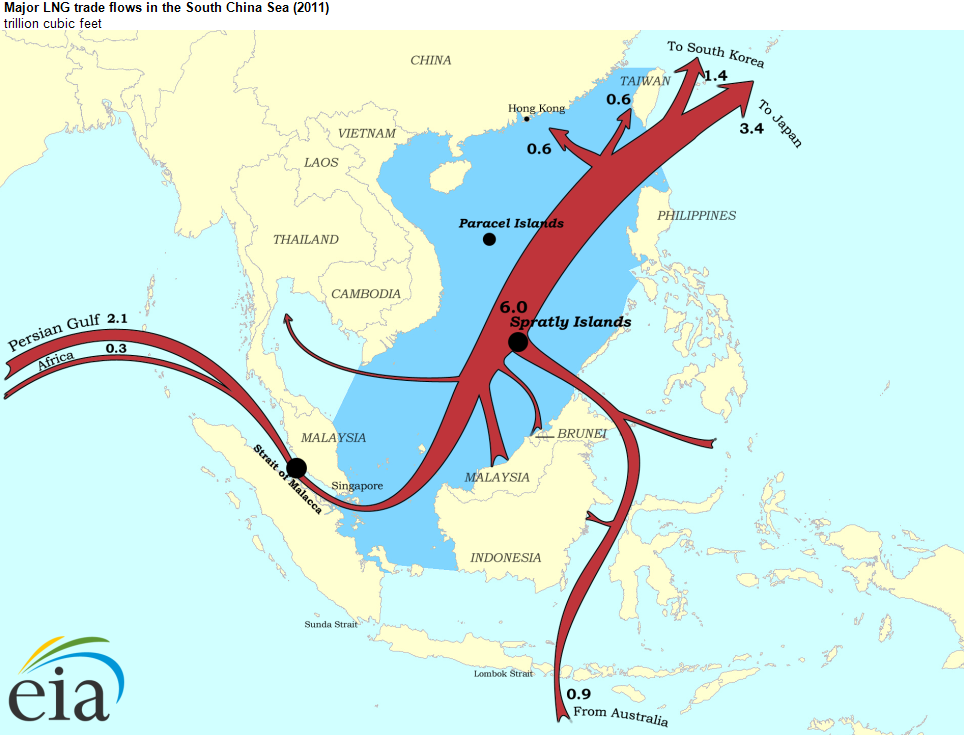 Major LNG trade flows in the South China Sea (2011)
trillion cubic feet
CHINA
To South Korea
1.4
TAIWAN
0.6
Hong Kong
To Japan
3.4
VIETNAM
0.6
LAOS
PHILIPPINES
Paracel Islands
THAILAND
CAMBODIA
6.0
Spratly Islands
Persian Gulf 2.1
Africa
0.3
MALAYSIA
BRUNEI
Strait of Malacca
Singapore
MALAYSIA
INDONESIA
Sunda Strait
Lombok Strait
0.9
From Australia
eia